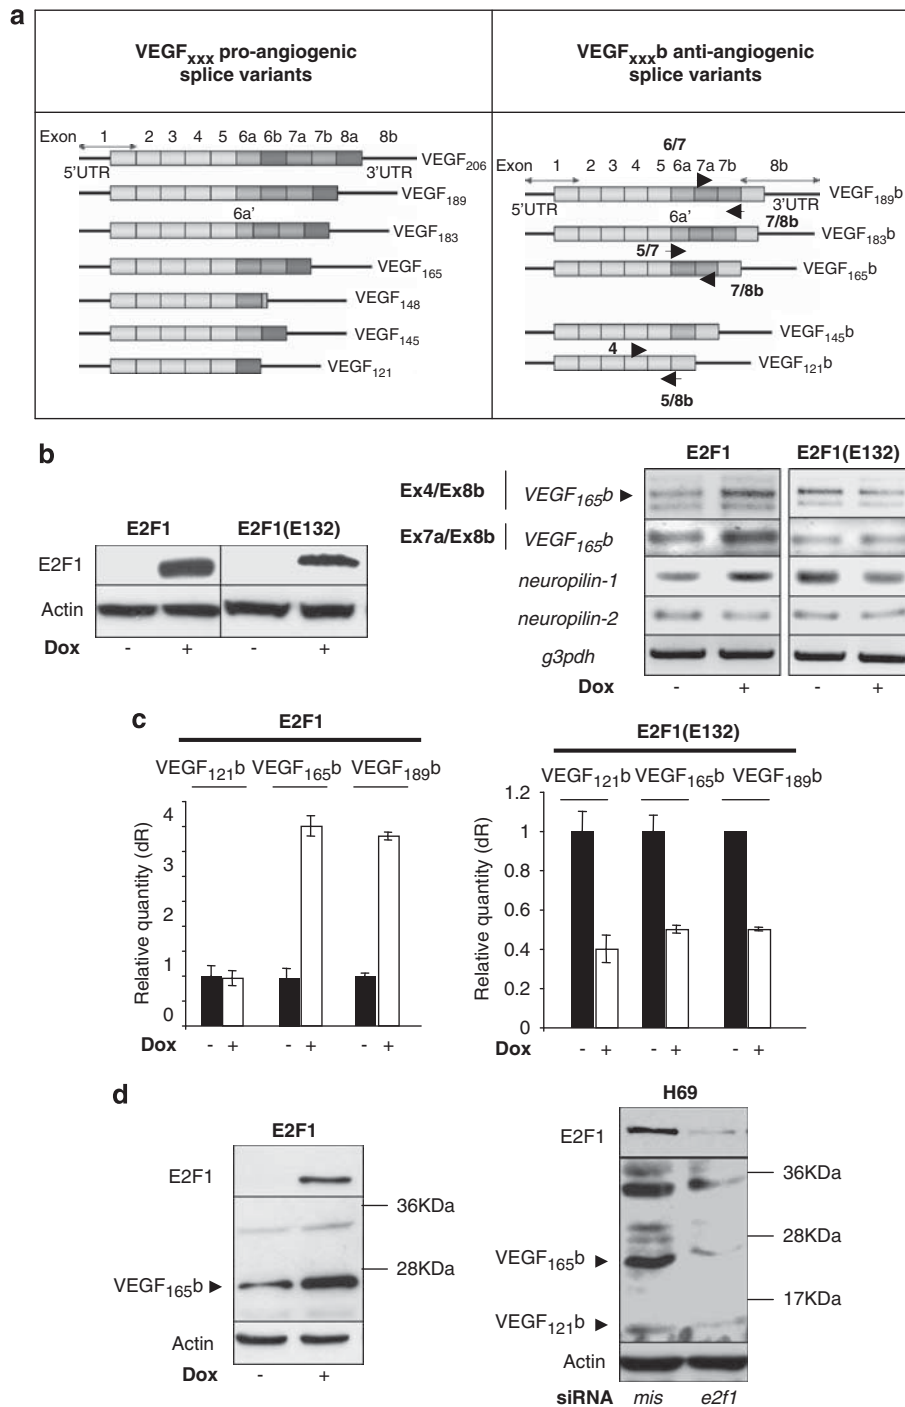 a
VEGFxxx pro-angiogenic
splice variants
VEGFxxxb anti-angiogenic
splice variants
Exon 1 2 3 4 5 6a 6b 7a 7b 8a 8b
5'UTR 3'UTR VEGF206
VEGF189
6a'
VEGF183
VEGF165
VEGF148
VEGF145
VEGF121
6/7
Exon 1 2 3 4 5 6a 7a 7b 8b
5'UTR 3'UTR VEGF189b
6a' 7/8b
VEGF183b
5/7
VEGF165b
7/8b
VEGF145b
4
VEGF121b
5/8b
b
E2F1 E2F1(E132)
E2F1
Actin
Dox - + - +
E2F1 E2F1(E132)
Ex4/Ex8b VEGF165b
Ex7a/Ex8b VEGF165b
neuropilin-1
neuropilin-2
g3pdh
Dox - + - +
c
E2F1
VEGF121b VEGF165b VEGF189b
Relative quantity (dR)
4
3
2
1
0
Dox - + - + - +
E2F1(E132)
VEGF121b VEGF165b VEGF189b
Relative quantity (dR)
1.2
1
0.8
0.6
0.4
0.2
0
Dox - + - + - +
d
E2F1
E2F1
36KDa
28KDa
VEGF165b
Actin
Dox - +
H69
E2F1
36KDa
28KDa
VEGF165b
17KDa
VEGF121b
Actin
siRNA mis e2f1